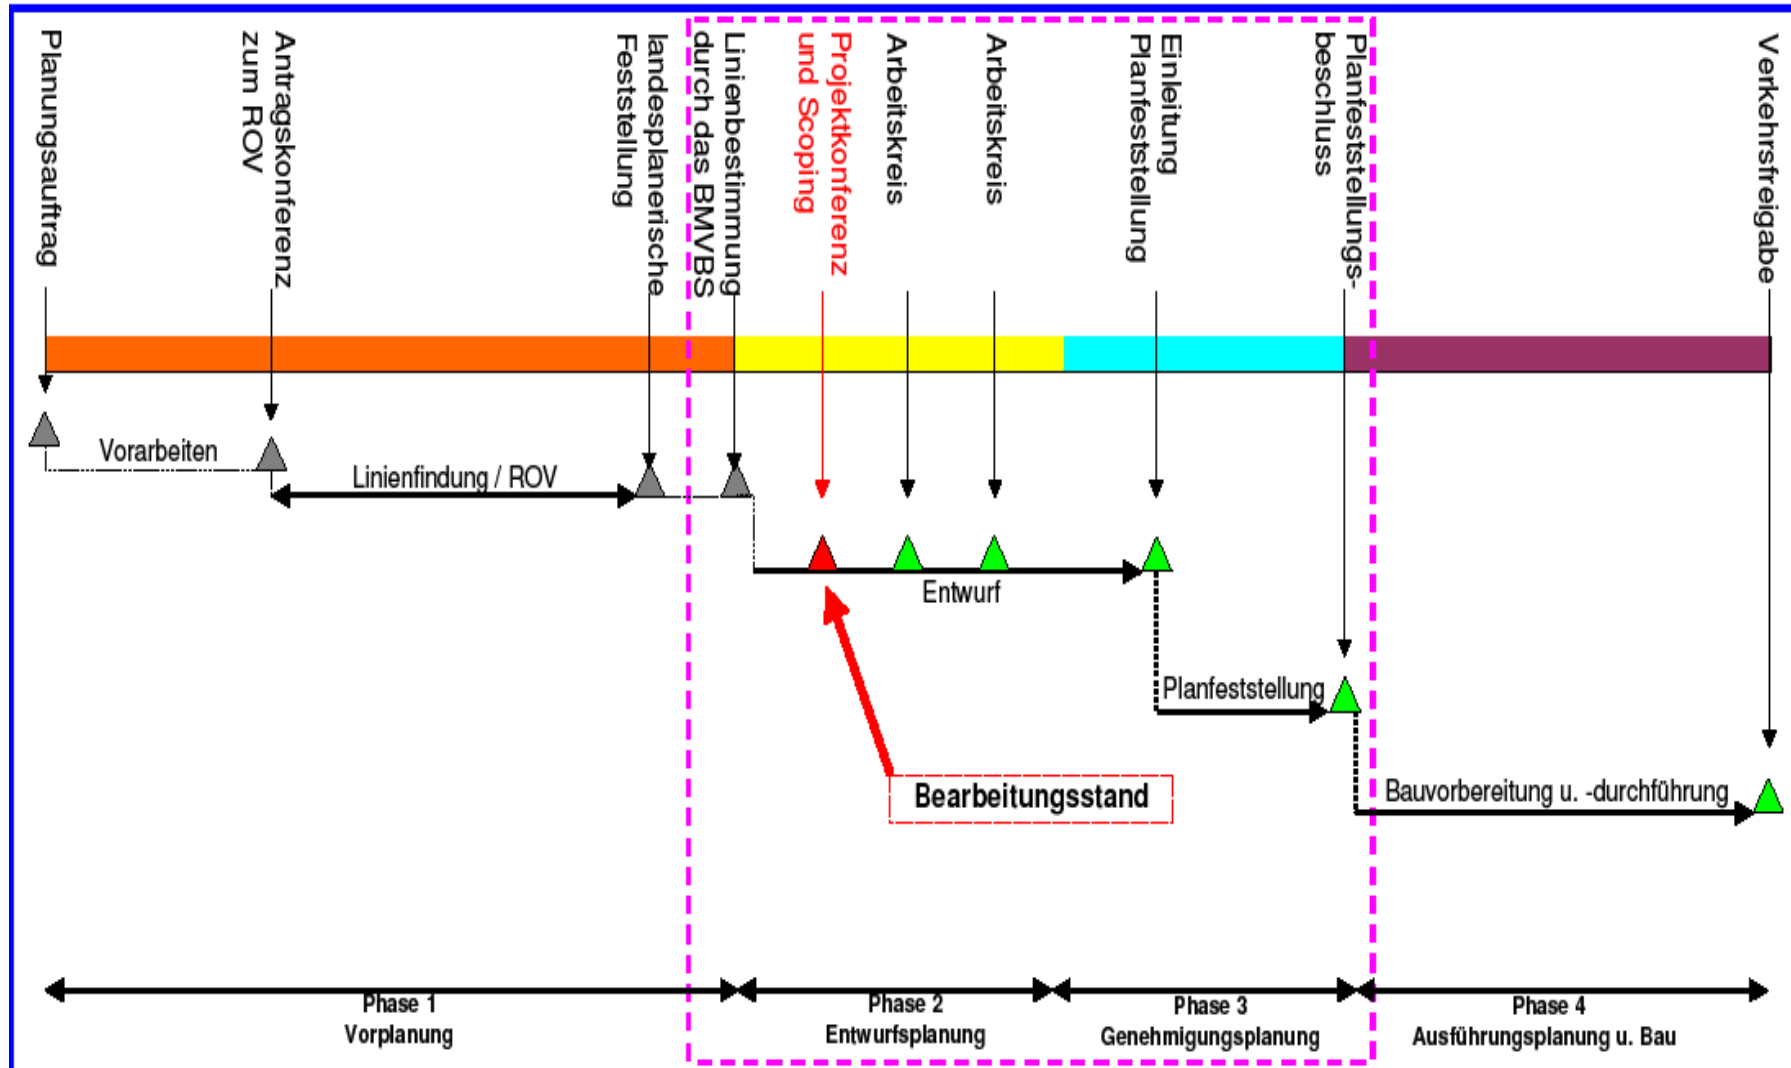 Planungsauftrag
Antragskonferenz
zum ROV
landesplanerische
Feststellung
Linienbestimmung
durch das BMVBS
Projektkonferenz
und Scoping
Arbeitskreis
Arbeitskreis
Einleitung
Planfeststellung
Planfeststellungs-
beschluss
Verkehrsfreigabe
Vorarbeiten
Linienfindung / ROV
Entwurf
Planfeststellung
Bearbeitungsstand
Bauvorbereitung u. -durchführung
Phase 1
Vorplanung
Phase 2
Entwurfsplanung
Phase 3
Genehmigungsplanung
Phase 4
Ausführungsplanung u. Bau